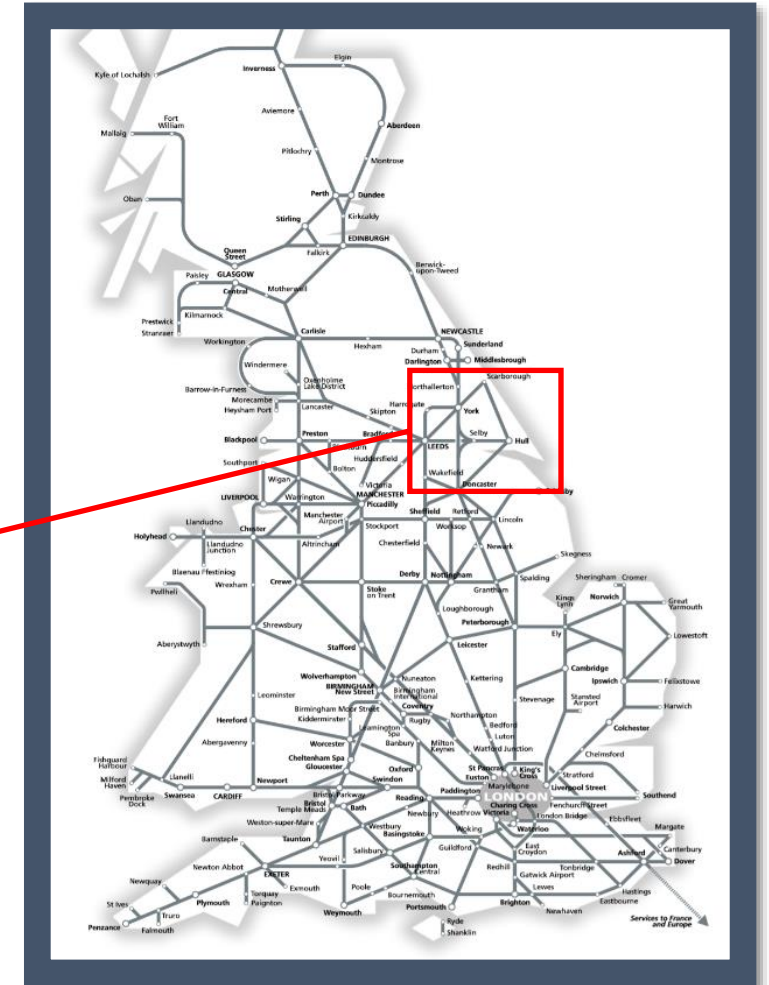 Elgin
Inverness
Kyle of Lochalsh
Aviemore
Fort
William
Mallaig
Aberdeen
Pitlochry
Montrose
Perth
Dundee
Oban
Stirling
Kirkcaldy
EDINBURGH
Queen
Street
Falkirk
Berwick-
upon-Tweed
Paisley
GLASGOW
Central
Motherwell
Prestwick
Kilmarnock
Stranraer
Carlisle
NEWCASTLE
Workington
Hexham
Sunderland
Durham
Darlington
Middlesbrough
Windermere
Scarborough
Oxenholme
Lake District
Barrow-in-Furness
Morecambe
Heysham Port
Lancaster
Skipton
York
Blackpool
Preston
Selby
Hull
LEEDS
Huddersfield
Southport
Bolton
Wakefield
Wigan
Victoria
Doncaster
LIVERPOOL
Warrington
MANCHESTER
Piccadilly
Manchester
Airport
Sheffield
Retford
Lincoln
Llandudno
Stockport
Worksop
Holyhead
Chester
Llandudno
Junction
Altrincham
Chesterfield
Newark
Skegness
Blaenau Ffestiniog
Wrexham
Crewe
Stoke
on Trent
Derby
Nottingham
Grantham
Spalding
Sheringham
Cromer
Pwllheli
Kings
Lynn
Norwich
Great
Yarmouth
Loughborough
Aberystwyth
Shrewsbury
Peterborough
Ely
Lowestoft
Stafford
Leicester
Wolverhampton
BIRMINGHAM
New Street
Nuneaton
Birmingham
International
Kettering
Cambridge
Ipswich
Felixstowe
Leominster
Coventry
Stevenage
Stansted
Airport
Harwich
Birmingham Moor Street
Kidderminster
Rugby
Northampton
Hereford
Leamington
Spa
Bedford
Colchester
Abergavenny
Worcester
Banbury
Milton
Keynes
Luton
Watford Junction
Chelmsford
Cheltenham Spa
Gloucester
Oxford
St Pancras
Euston
King's
Cross
Stratford
Fishguard
Harbour
Llanelli
Newport
Swindon
Marylebone
Liverpool Street
Milford
Haven
Pembroke
Dock
Swansea
CARDIFF
Bristol Parkway
Bristol
Temple Meads
Bath
Reading
Paddington
LONDON
Southend
Charing Cross
Fenchurch Street
Newbury
Heathrow
Victoria
London Bridge
Ebbsfleet
Weston-super-Mare
Westbury
Basingstoke
Woking
Waterloo
Margate
Barnstaple
Taunton
Salisbury
Guildford
East
Croydon
Canterbury
Ashford
Dover
Newton Abbot
Yeovil
Southampton
Central
Redhill
Tonbridge
Gatwick Airport
Newquay
EXETER
Exmouth
Poole
Bournemouth
Lewes
Hastings
Eastbourne
St Ives
Truro
Plymouth
Torquay
Paignton
Weymouth
Portsmouth
Brighton
Newhaven
Penzance
Falmouth
Ryde
Shanklin
Services to France
and Europe